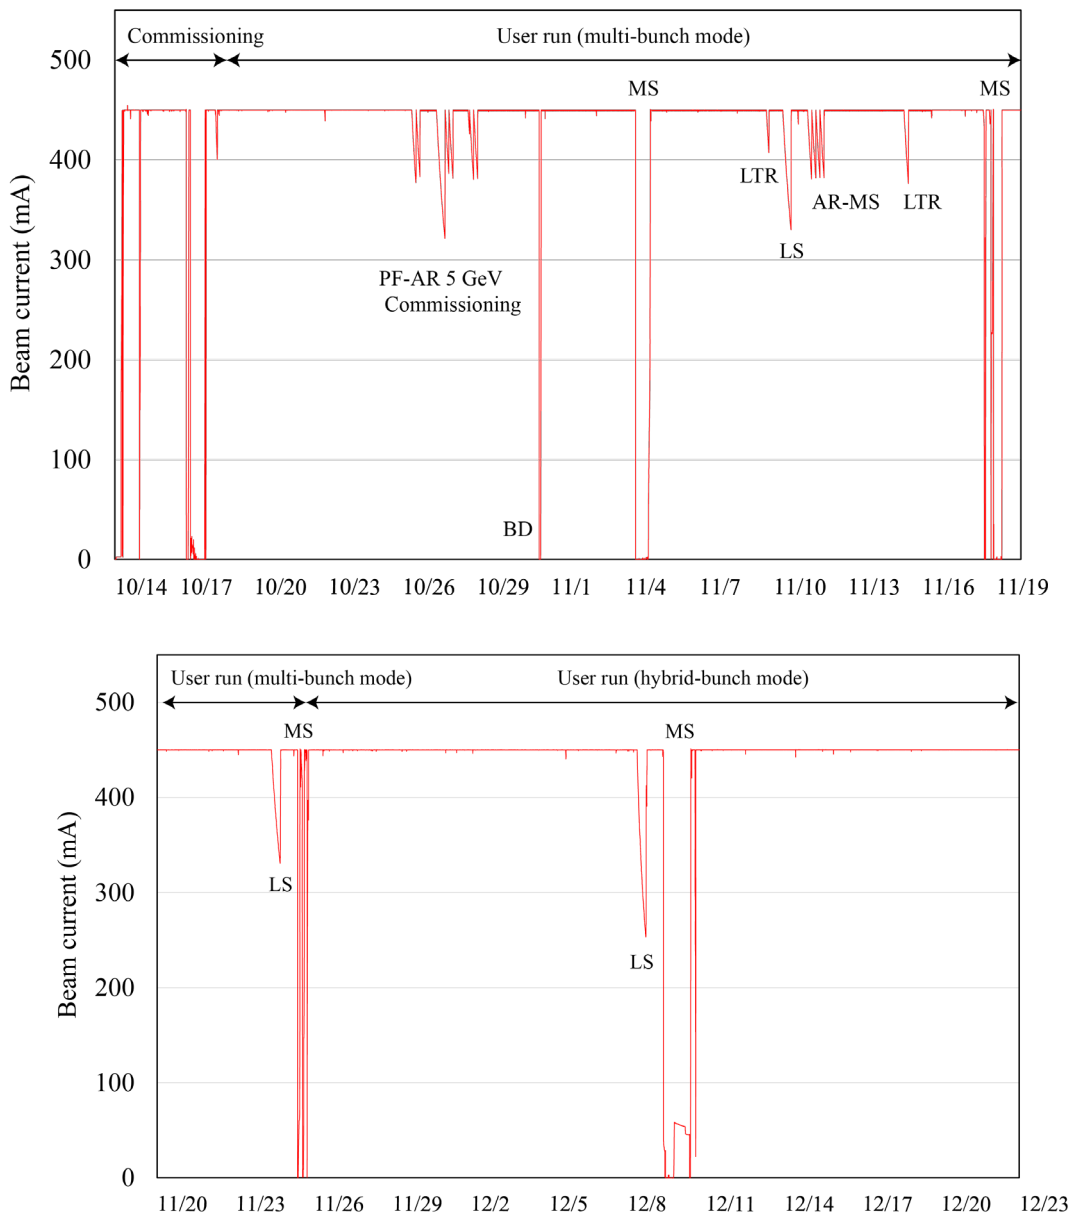 Commissioning
User run (multi-bunch mode)
500
MS
MS
400
LTR
AR-MS
LTR
LS
300
PF-AR 5 GeV
Commissioning
Beam current (mA)
200
100
BD
0
10/14 10/17 10/20 10/23 10/26 10/29 11/1 11/4 11/7 11/10 11/13 11/16 11/19
User run (multi-bunch mode)
User run (hybrid-bunch mode)
500
MS
MS
400
LS
300
LS
Beam current (mA)
200
100
0
11/20 11/23 11/26 11/29 12/2 12/5 12/8 12/11 12/14 12/17 12/20 12/23